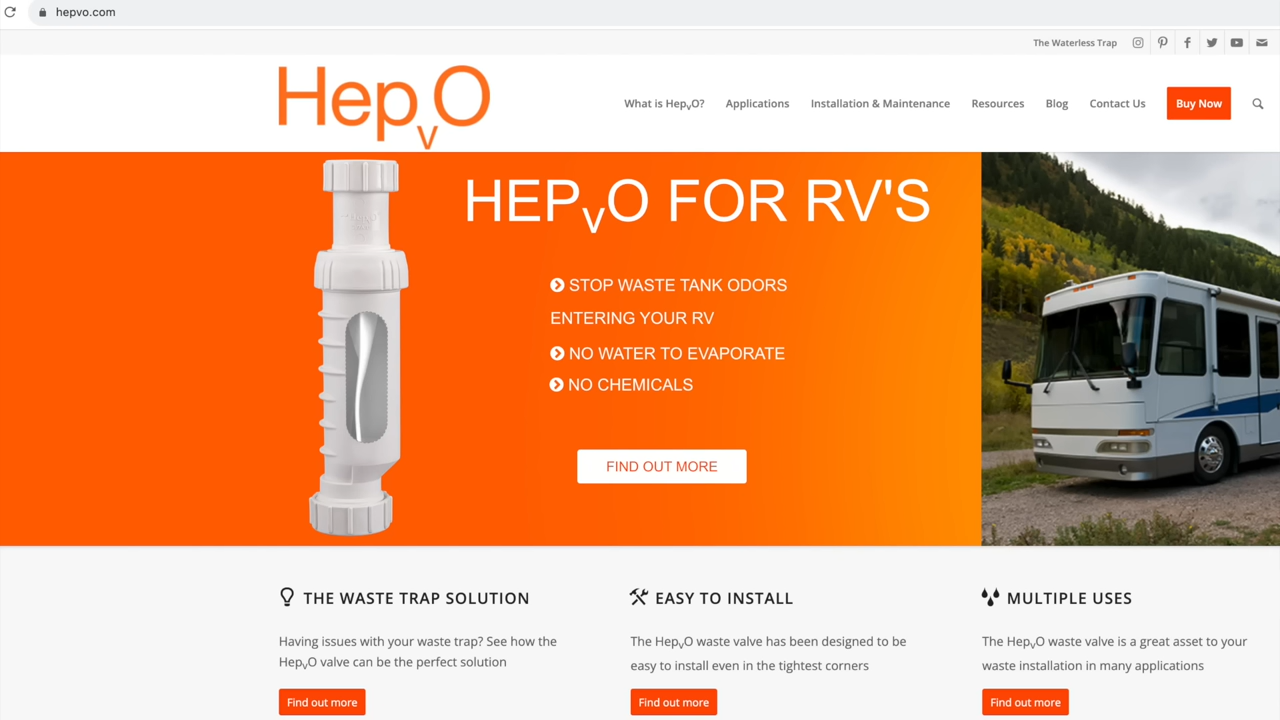 hepvo.com
The Waterless Trap
HepvO
What is HepvO?
Applications
Installation & Maintenance
Resources
Blog
Contact Us
Buy Now
HEPvO FOR RV'S
STOP WASTE TANK ODORS
ENTERING YOUR RV
NO WATER TO EVAPORATE
NO CHEMICALS
FIND OUT MORE
THE WASTE TRAP SOLUTION
Having issues with your waste trap? See how the
HepvO valve can be the perfect solution
Find out more
EASY TO INSTALL
The HepvO waste valve has been designed to be
easy to install even in the tightest corners
Find out more
MULTIPLE USES
The HepvO waste valve is a great asset to your
waste installation in many applications
Find out more